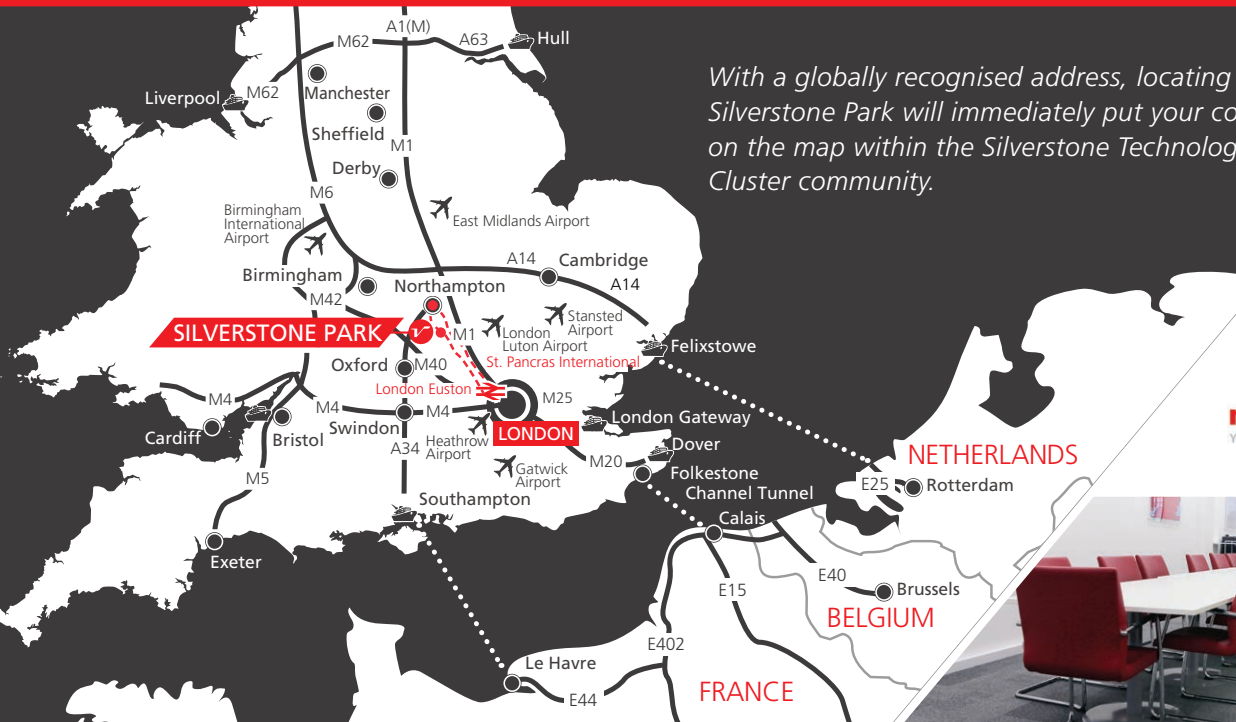 A1(M)
M62
A63
Hull
With a globally recognised address, locating
Silverstone Park will immediately put your
on the map within the Silverstone
Cluster community.
Liverpool
M62
Manchester
Sheffield
M1
Derby
M6
Birmingham
International
Airport
East Midlands Airport
A14
Cambridge
A14
Birmingham
Northampton
M42
SILVERSTONE PARK
M1
London
Luton Airport
Stansted
Airport
St. Pancras International
Felixstowe
Oxford
M40
London Euston
M25
M4
M4
M4
Cardiff
Bristol
Swindon
A34
Heathrow
Airport
LONDON
London Gateway
Dover
M20
Gatwick
Airport
Folkestone
Channel Tunnel
Calais
M5
Southampton
Exeter
NETHERLANDS
E25
Rotterdam
E40
Brussels
E15
BELGIUM
E402
Le Havre
E44
FRANCE